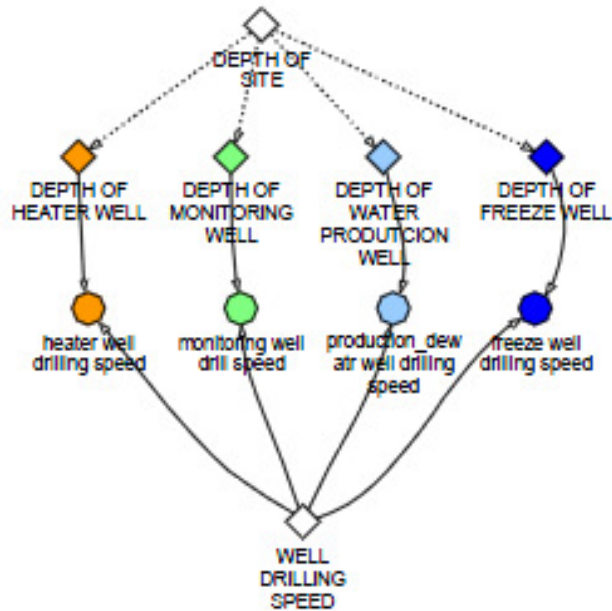 DEPTH OF
SITE
DEPTH OF
HEATER WELL
DEPTH OF
MONITORING
WELL
DEPTH OF
WATER
PRODUTCION
WELL
DEPTH OF
FREEZE WELL
heater well
drilling speed
monitoring well
drill speed
production_dew
atr well drilling
speed
freeze well
drilling speed
WELL
DRILLING
SPEED